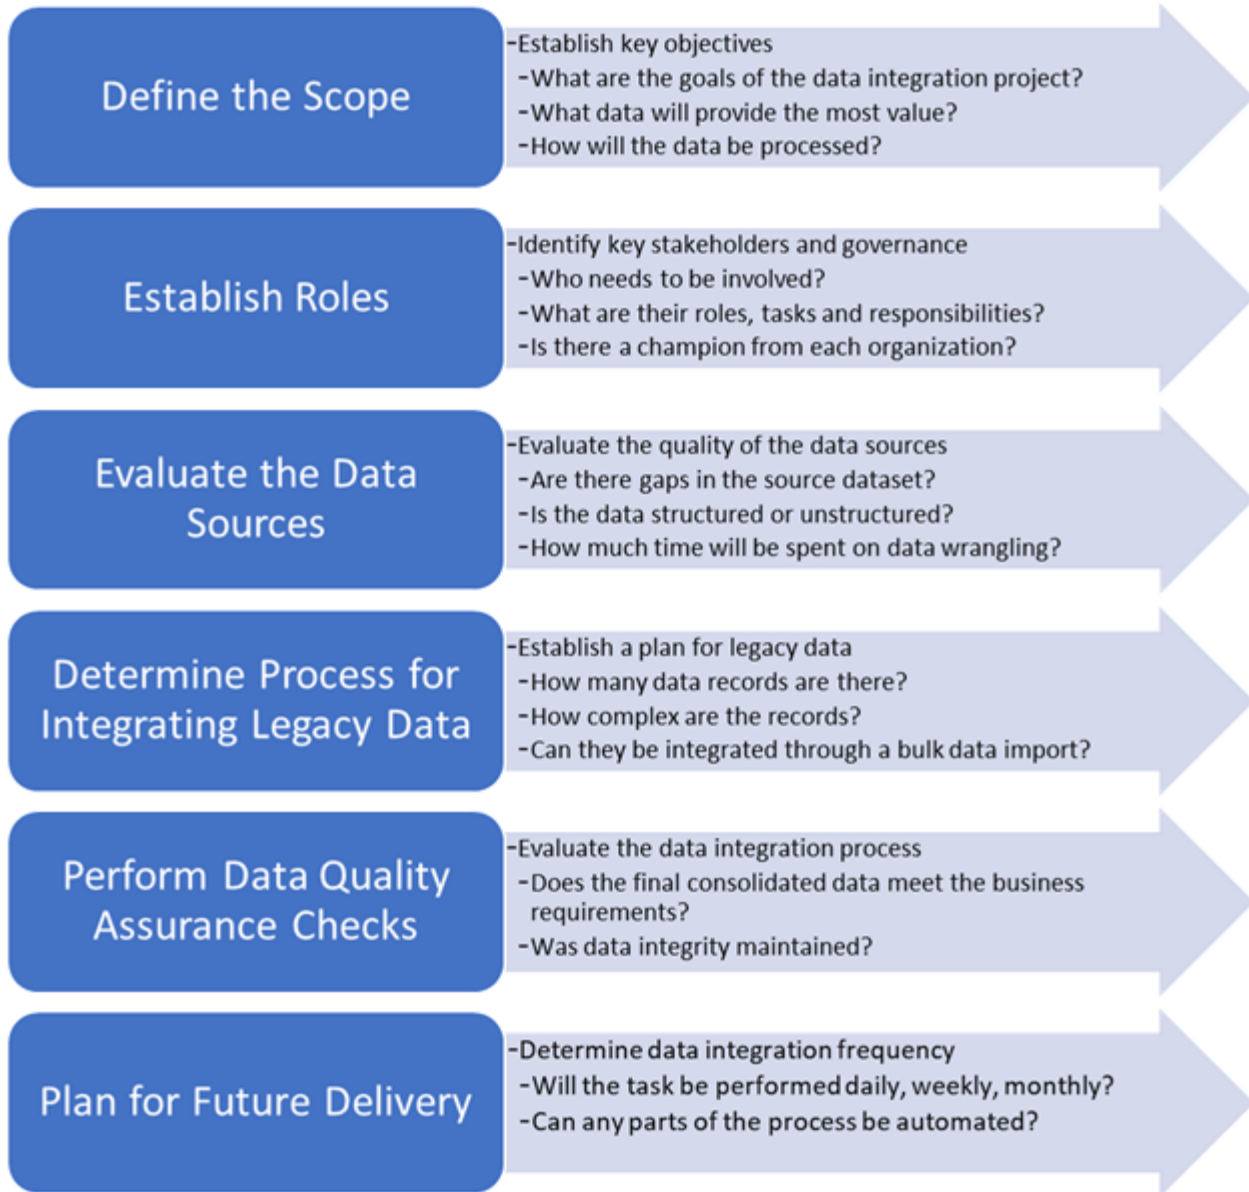 Define the Scope
-Establish key objectives
-What are the goals of the data integration project?
-What data will provide the most value?
-How will the data be processed?
Establish Roles
-Identify key stakeholders and governance
-Who needs to be involved?
-What are their roles, tasks and responsibilities?
-Is there a champion from each organization?
Evaluate the Data
Sources
-Evaluate the quality of the data sources
-Are there gaps in the source dataset?
-Is the data structured or unstructured?
-How much time will be spent on data wrangling?
Determine Process for
Integrating Legacy Data
-Establish a plan for legacy data
-How many data records are there?
-How complex are the records?
-Can they be integrated through a bulk data import?
Perform Data Quality
Assurance Checks
-Evaluate the data integration process
-Does the final consolidated data meet the business
requirements?
-Was data integrity maintained?
Plan for Future Delivery
-Determine data integration frequency
-Will the task be performed daily, weekly, monthly?
-Can any parts of the process be automated?